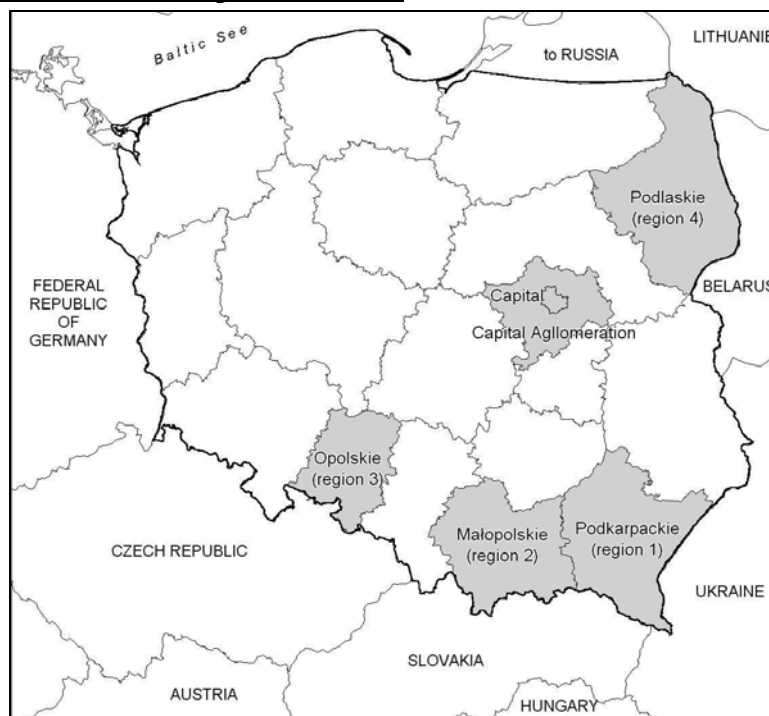 Baltic See
to RUSSIA
LITHUANIE
Podlaskie
(region 4)
FEDERAL
REPUBLIC
OF
GERMANY
BELARUS
Capital
Capital Agllomeration
Opolskie
(region 3)
Małopolskie
(region 2)
Podkarpackie
(region 1)
CZECH REPUBLIC
UKRAINE
SLOVAKIA
AUSTRIA
HUNGARY